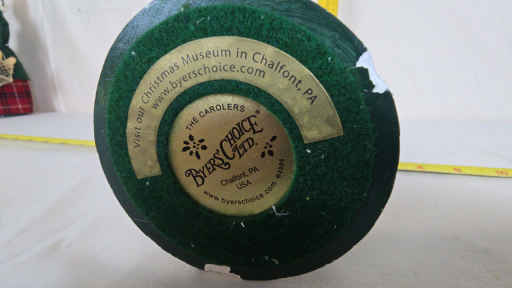 Visit our Christmas Museum in Chalfont, PA
www.byerschoice.com
THE CAROLERS®
BYERS' CHOICE
LTD.™
Chalfont, PA
USA
www.byerschoice.com